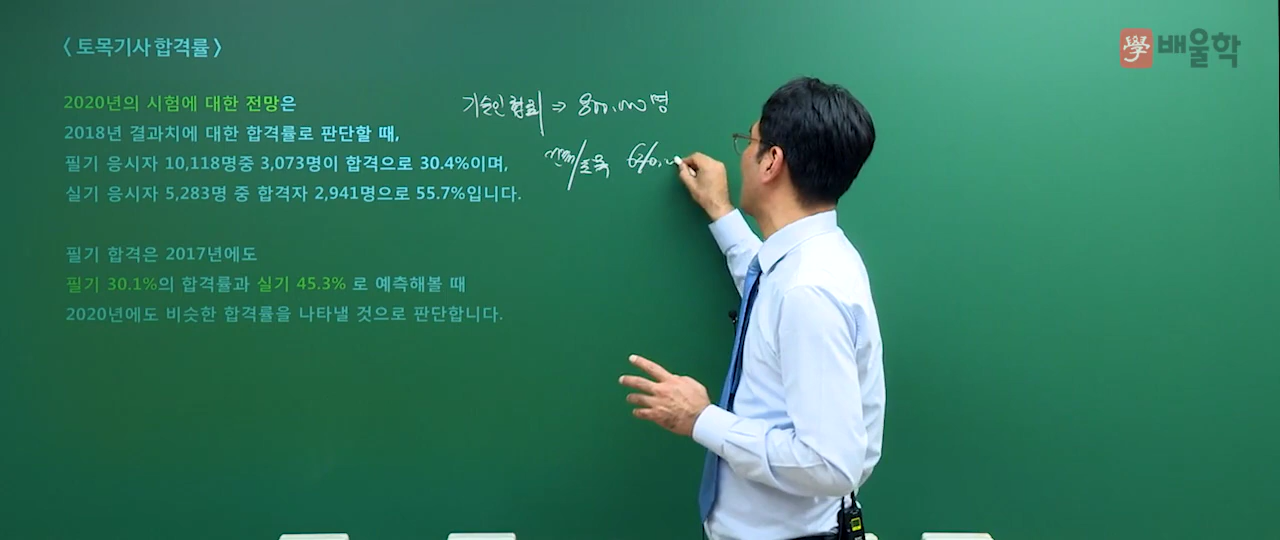 〈 토목기사 합격률 〉
學 배울학
2020년의 시험에 대한 전망은
2018년 결과치에 대한 합격률로 판단할 때,
필기 응시자 10,118명중 3,073명이 합격으로 30.4%이며,
실기 응시자 5,283명 중 합격자 2,941명으로 55.7%입니다.
필기 합격은 2017년에도
필기 30.1%의 합격률과 실기 45.3% 로 예측해볼 때
2020년에도 비슷한 합격률을 나타낼 것으로 판단합니다.
기술인협회 ⇒ 800,000명
토목